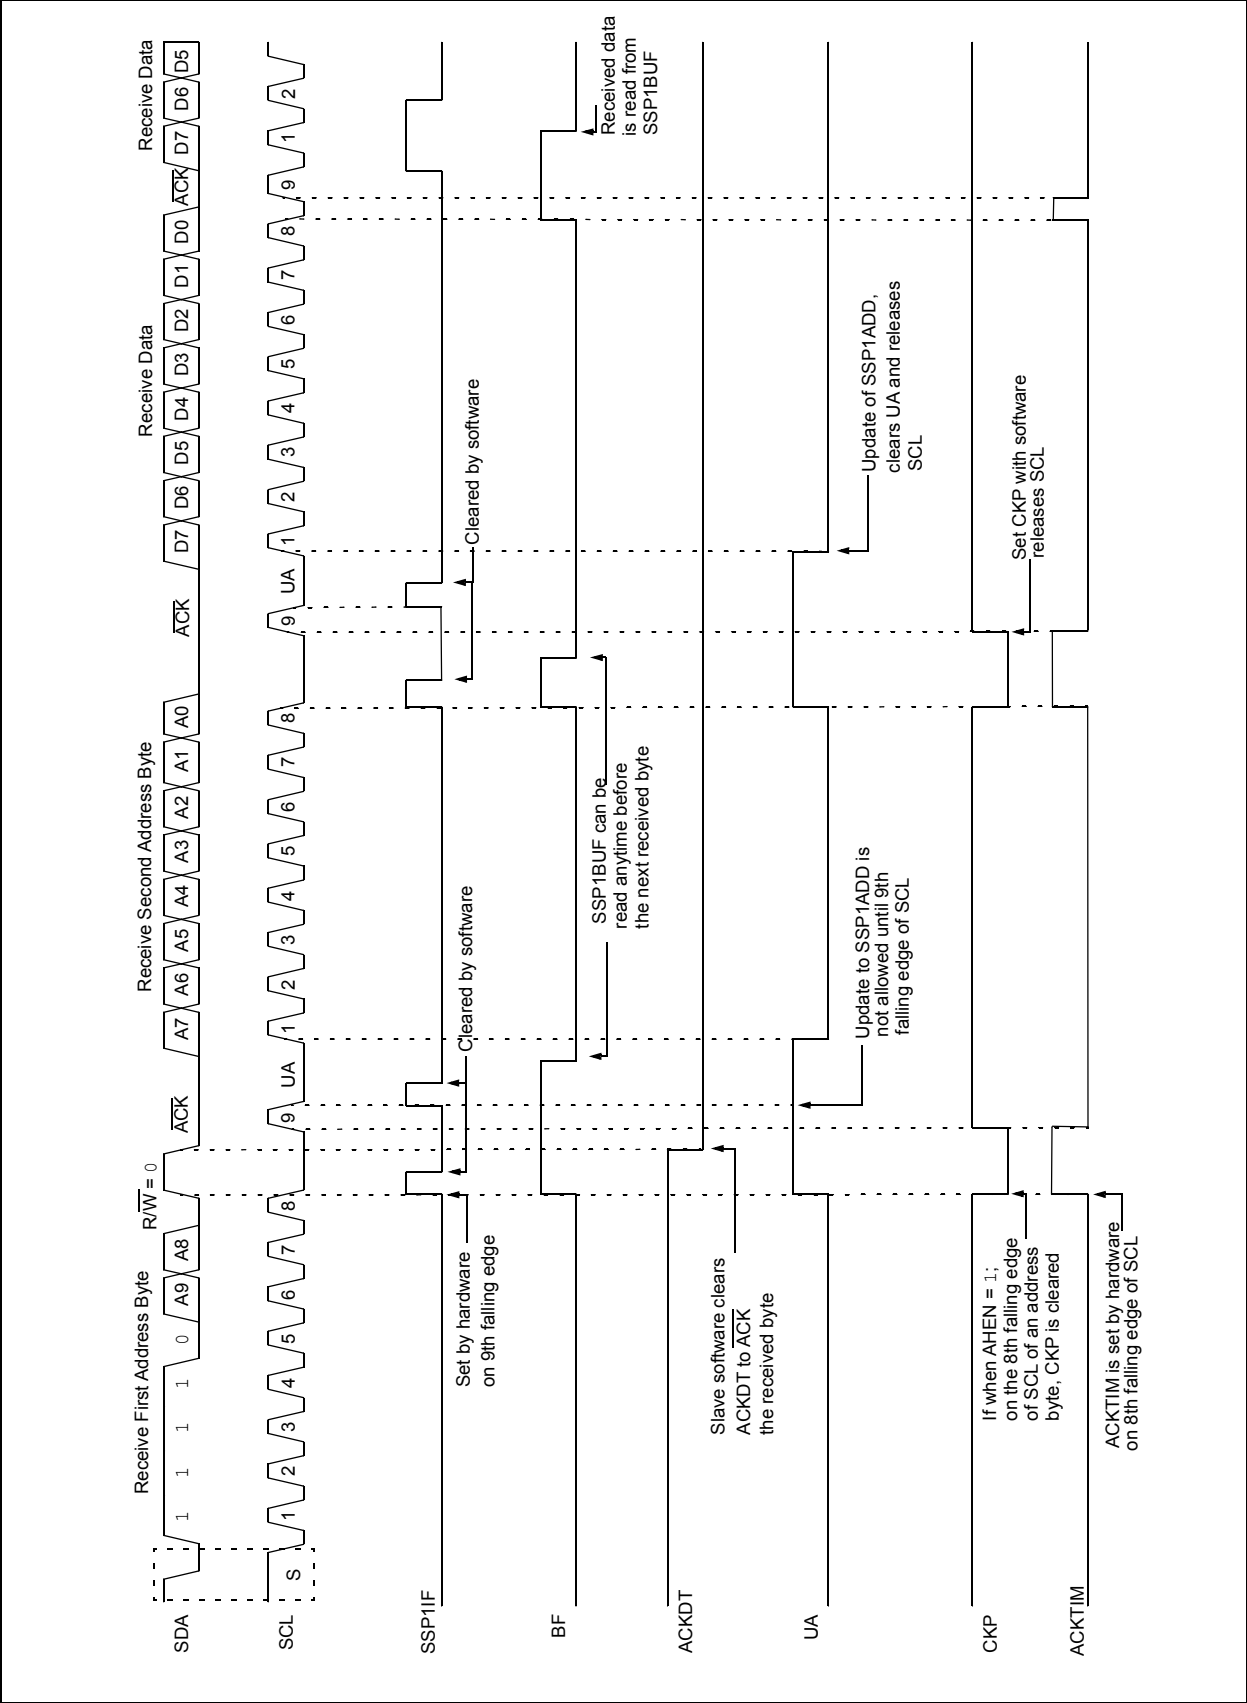 Receive First Address Byte
R/W = 0
Receive Second Address Byte
Receive Data
Receive Data
SDA
1 1 1 1 0 A9 A8
ACK
A7 A6 A5 A4 A3 A2 A1 A0
ACK
D7 D6 D5 D4 D3 D2 D1 D0
ACK
D7 D6 D5
SCL
S
1 2 3 4 5 6 7 8 9 UA
1 2 3 4 5 6 7 8 9 UA
1 2 3 4 5 6 7 8 9
1 2
SSP1IF
Set by hardware
on 9th falling edge
Cleared by software
Cleared by software
BF
SSP1BUF can be
read anytime before
the next received byte
Received data
is read from
SSP1BUF
ACKDT
Slave software clears
ACKDT to ACK
the received byte
UA
Update to SSP1ADD is
not allowed until 9th
falling edge of SCL
Update of SSP1ADD,
clears UA and releases
SCL
CKP
If when AHEN = 1;
on the 8th falling edge
of SCL of an address
byte, CKP is cleared
Set CKP with software
releases SCL
ACKTIM
ACKTIM is set by hardware
on 8th falling edge of SCL